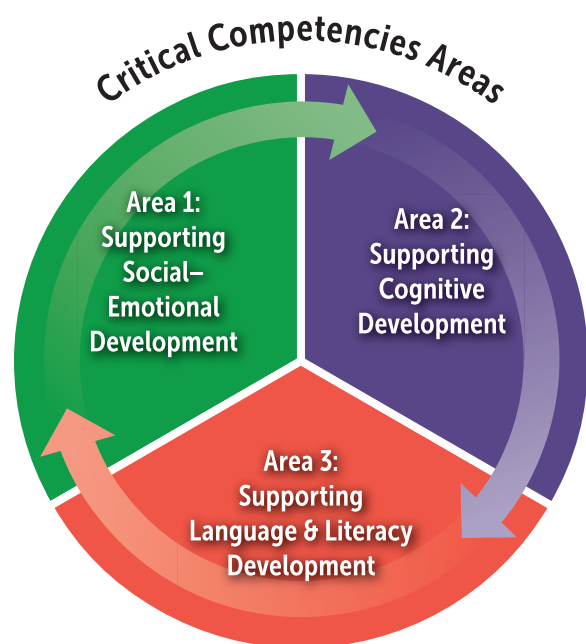 Critical Competencies Areas
Area 1:
Supporting
Social–
Emotional
Development
Area 2:
Supporting
Cognitive
Development
Area 3:
Supporting
Language & Literacy
Development